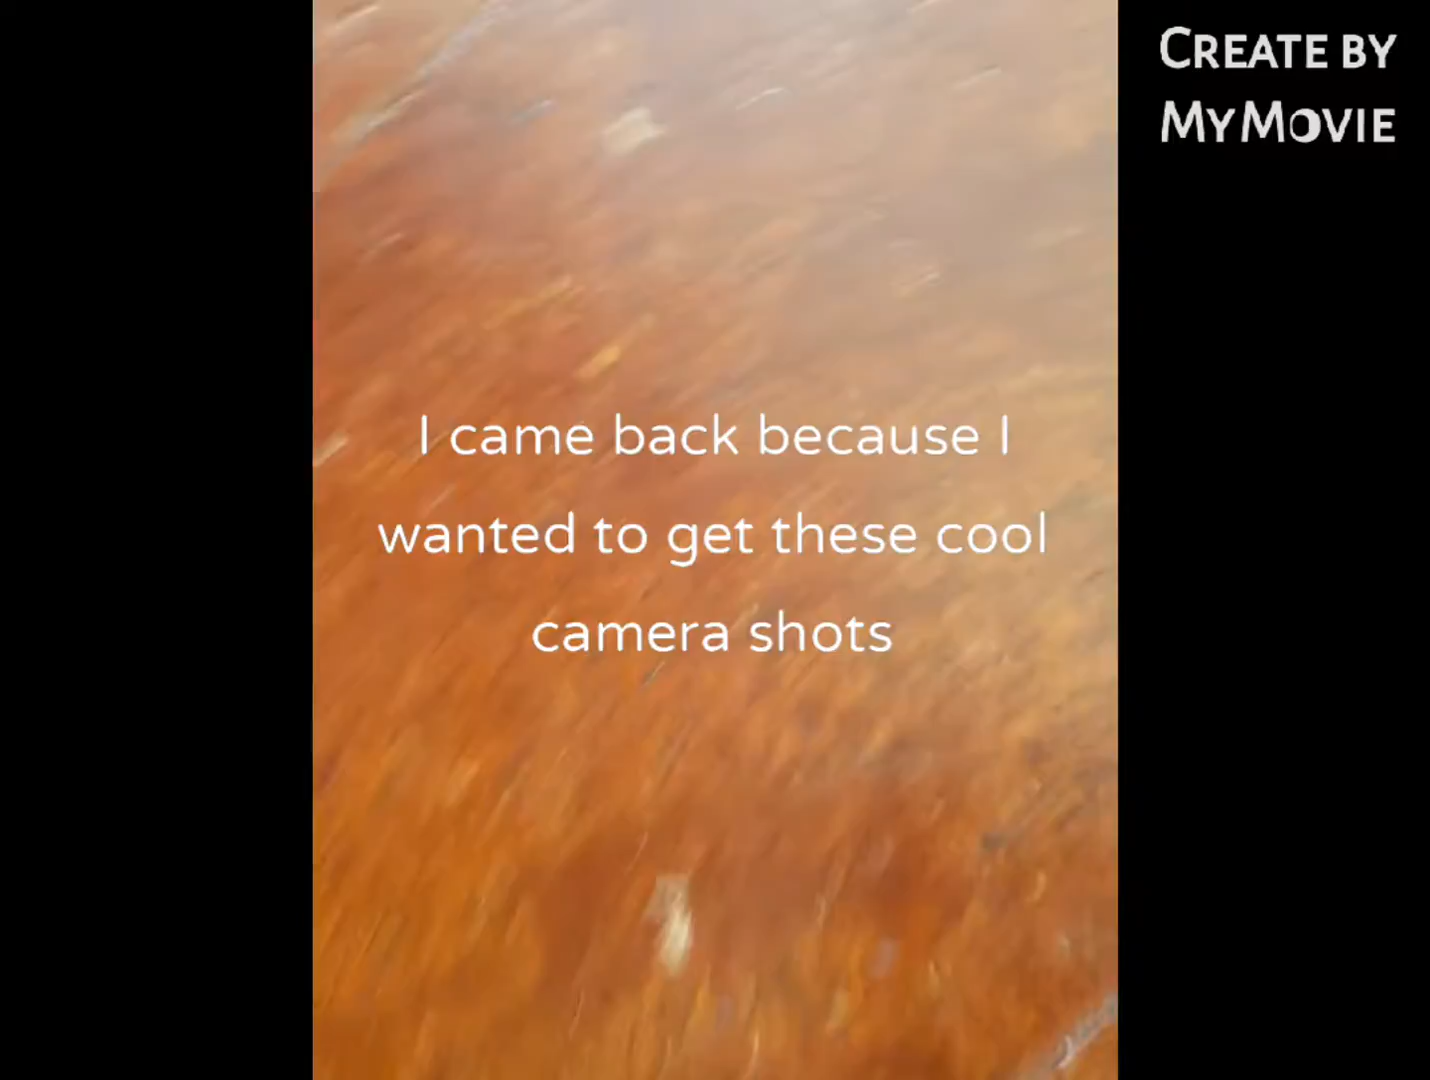 CREATE BY
MYMOVIE
I came back because I
wanted to get these cool
camera shots